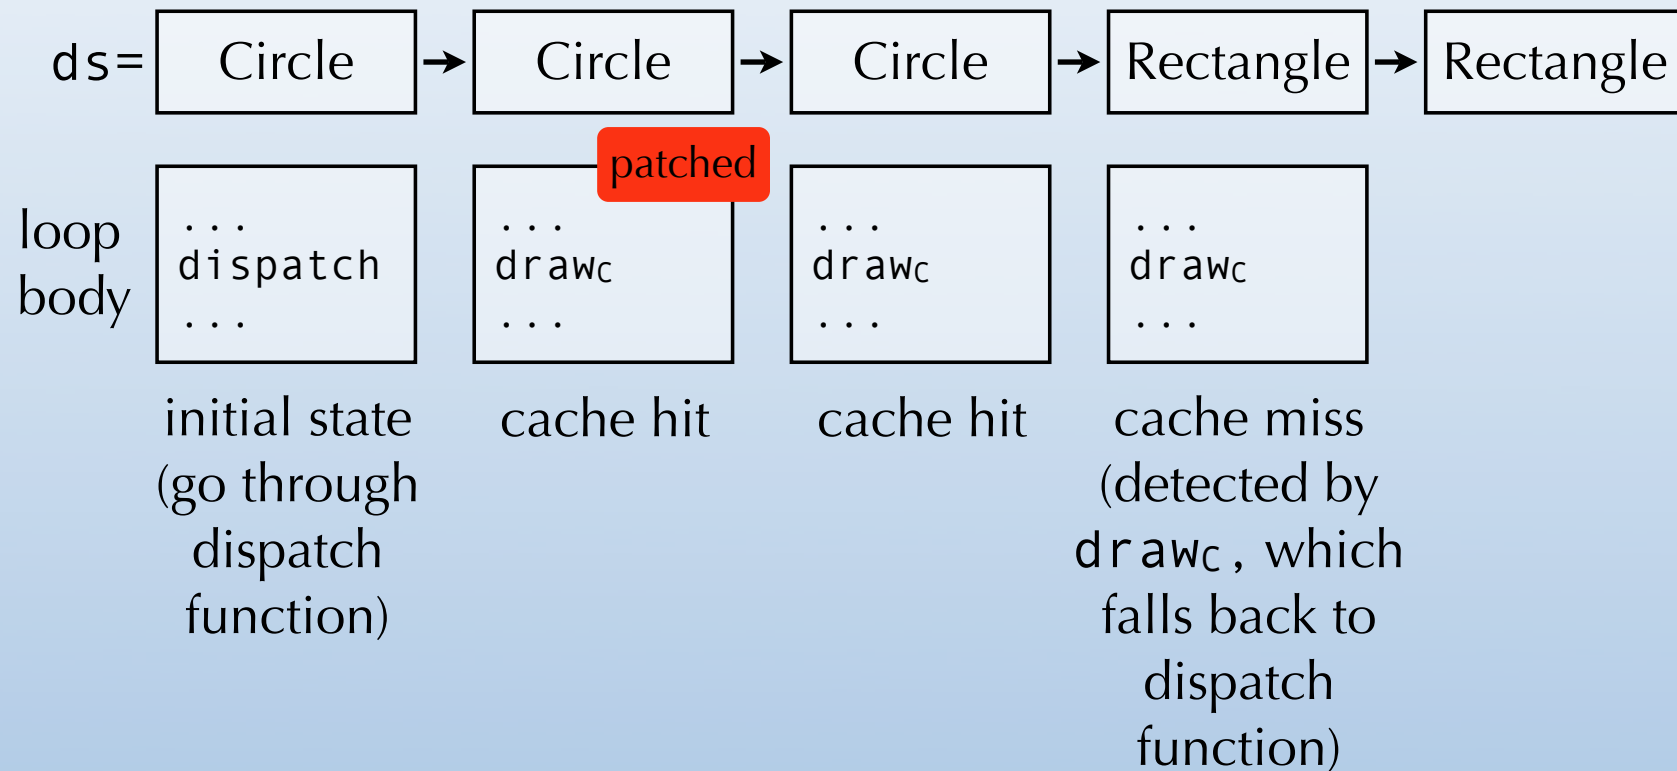 ds= Circle → Circle → Circle → Rectangle → Rectangle
patched
loop
body
...
dispatch
...
...
drawC
...
...
drawC
...
...
drawC
...
initial state
(go through
dispatch
function)
cache hit
cache hit
cache miss
(detected by
drawC, which
falls back to
dispatch
function)